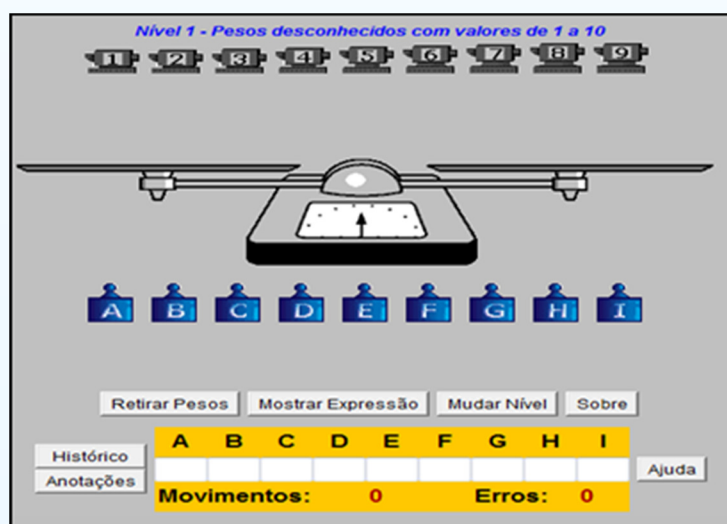 Nível 1 - Pesos desconhecidos com valores de 1 a 10
1 2 3 4 5 6 7 8 9
A B C D E F G H I
Retirar Pesos Mostrar Expressão Mudar Nível Sobre
Histórico
Anotações
A B C D E F G H I
Movimentos: 0 Erros: 0
Ajuda